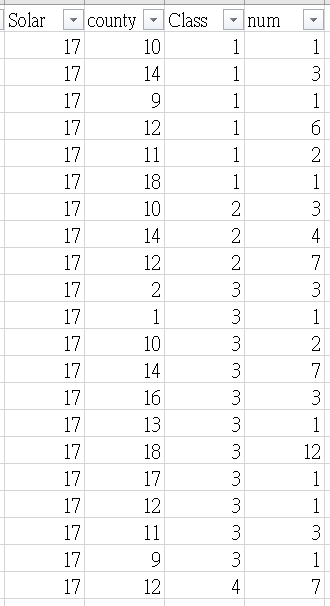 Solar county Class num
17 10 1 1
17 14 1 3
17 9 1 1
17 12 1 6
17 11 1 2
17 18 1 1
17 10 2 3
17 14 2 4
17 12 2 7
17 2 3 3
17 1 3 1
17 10 3 2
17 14 3 7
17 16 3 3
17 13 3 1
17 18 3 12
17 17 3 1
17 12 3 1
17 11 3 3
17 9 3 1
17 12 4 7